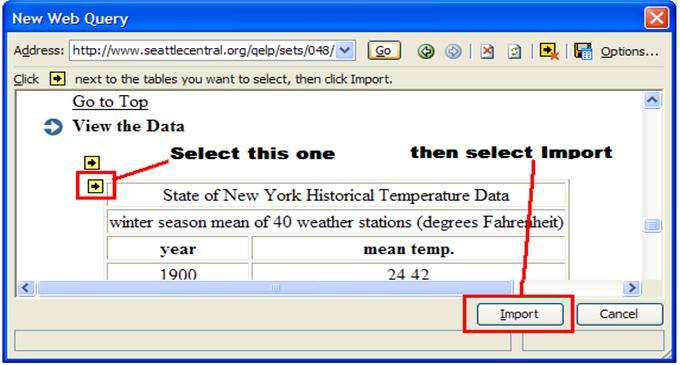 New Web Query
Address: http://www.seattlecentral.org/qelp/sets/048/ Go Options...
Click next to the tables you want to select, then click Import.
Go to Top
View the Data
Select this one then select Import
State of New York Historical Temperature Data
winter season mean of 40 weather stations (degrees Fahrenheit)
year mean temp.
1900 24.42
Import Cancel